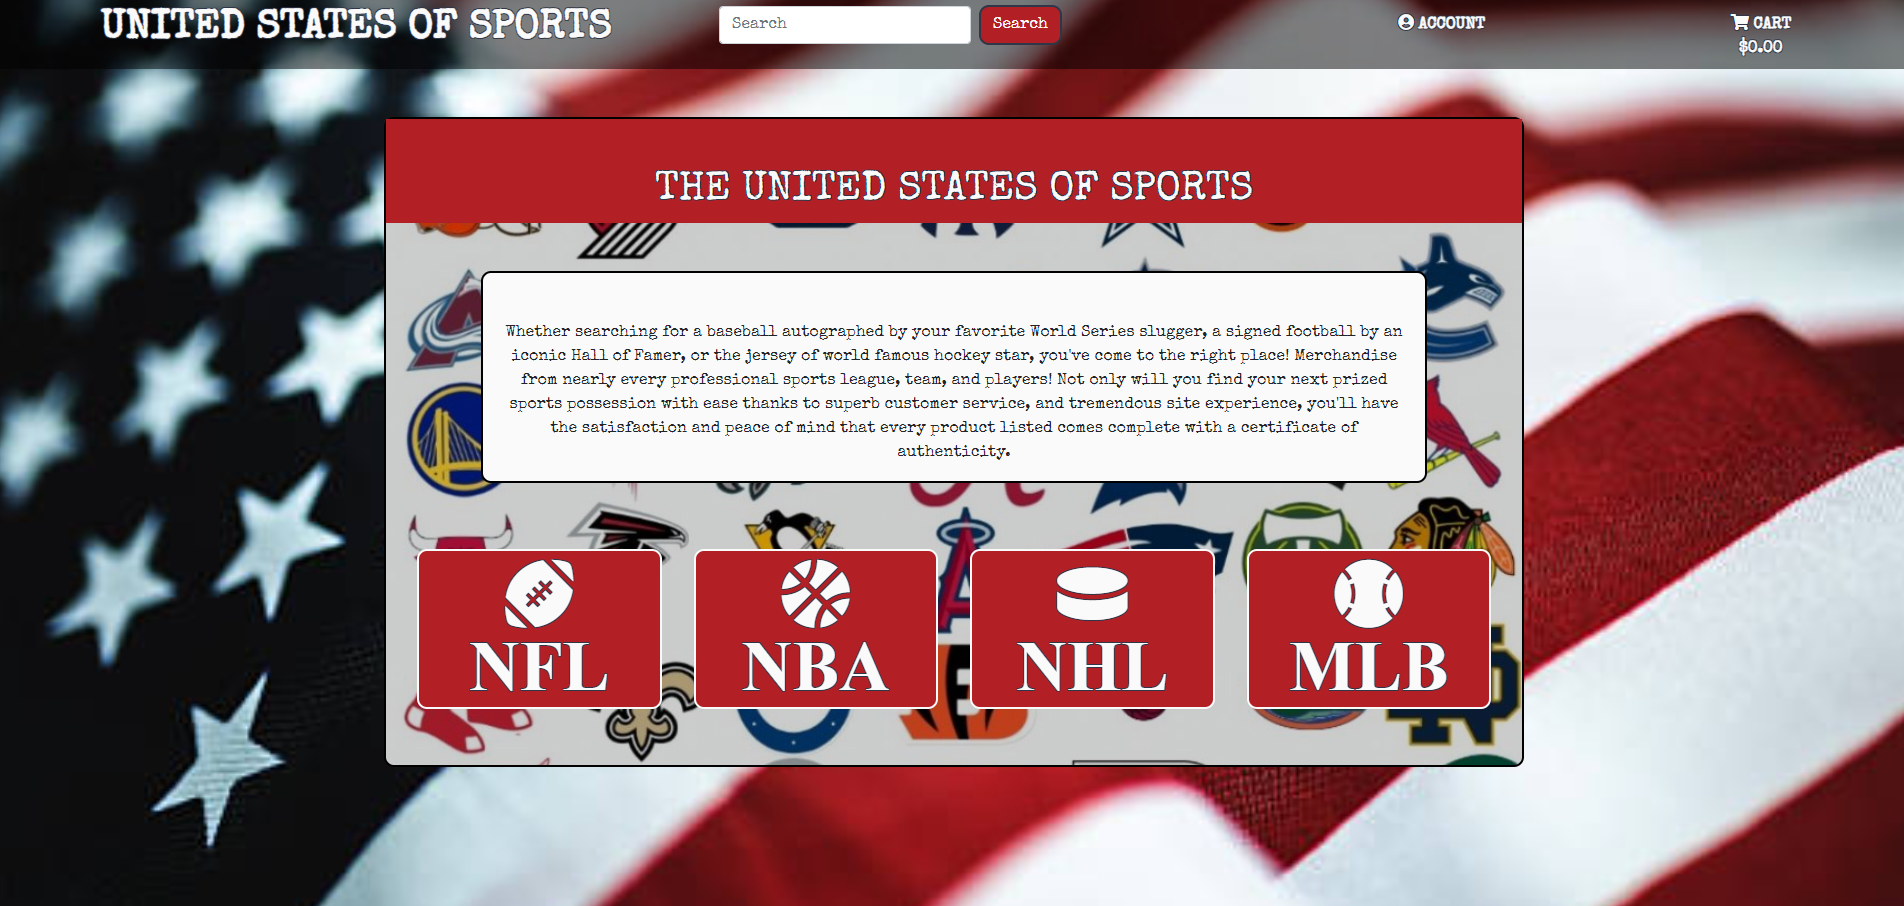 UNITED STATES OF SPORTS
Search
Search
ACCOUNT
CART
$0.00
THE UNITED STATES OF SPORTS
Whether searching for a baseball autographed by your favorite World Series slugger, a signed football by an
iconic Hall of Famer, or the jersey of world famous hockey star, you've come to the right place! Merchandise
from nearly every professional sports league, team, and players! Not only will you find your next prized
sports possession with ease thanks to superb customer service, and tremendous site experience, you'll have
the satisfaction and peace of mind that every product listed comes complete with a certificate of
authenticity.
NFL
NBA
NHL
MLB